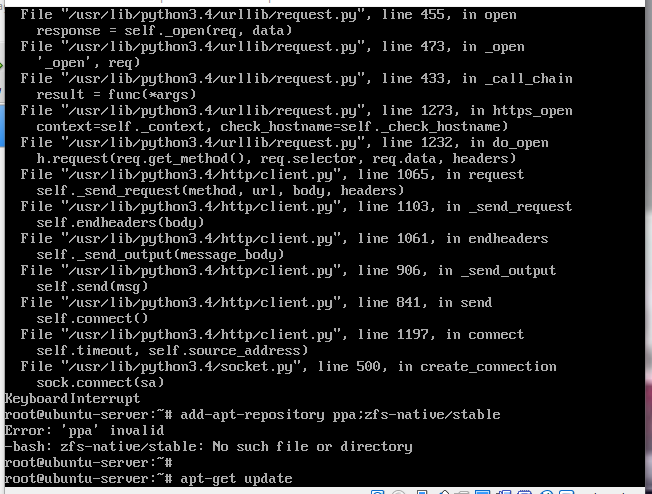 File "/usr/lib/python3.4/urllib/request.py", line 455, in open
response = self._open(req, data)
File "/usr/lib/python3.4/urllib/request.py", line 473, in _open
'_open', req)
File "/usr/lib/python3.4/urllib/request.py", line 433, in _call_chain
result = func(*args)
File "/usr/lib/python3.4/urllib/request.py", line 1273, in https_open
context=self._context, check_hostname=self._check_hostname)
File "/usr/lib/python3.4/urllib/request.py", line 1232, in do_open
h.request(req.get_method(), req.selector, req.data, headers)
File "/usr/lib/python3.4/http/client.py", line 1065, in request
self._send_request(method, url, body, headers)
File "/usr/lib/python3.4/http/client.py", line 1103, in _send_request
self.endheaders(body)
File "/usr/lib/python3.4/http/client.py", line 1061, in endheaders
self._send_output(message_body)
File "/usr/lib/python3.4/http/client.py", line 906, in _send_output
self.send(msg)
File "/usr/lib/python3.4/http/client.py", line 841, in send
self.connect()
File "/usr/lib/python3.4/http/client.py", line 1197, in connect
self.timeout, self.source_address)
File "/usr/lib/python3.4/socket.py", line 500, in create_connection
sock.connect(sa)
KeyboardInterrupt
root@ubuntu-server:~# add-apt-repository ppa;zfs-native/stable
Error: 'ppa' invalid
-bash: zfs-native/stable: No such file or directory
root@ubuntu-server:~#
root@ubuntu-server:~# apt-get update